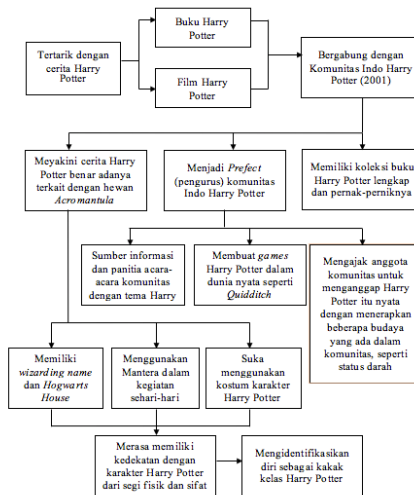 Buku Harry
Potter
Tertarik dengan
cerita Harry
Potter
Film Harry
Potter
Bergabung dengan
Komunitas Indo Harry
Potter (2001)
Meyakini cerita Harry
Potter benar adanya
terkait dengan hewan
Acromantula
Menjadi Prefect
(pengurus) komunitas
Indo Harry Potter
Memiliki koleksi buku
Harry Potter lengkap
dan pernak-perniknya
Sumber informasi
dan panitia acara-
acara komunitas
dengan tema Harry
Membuat games
Harry Potter dalam
dunia nyata seperti
Quidditch
Mengajak anggota
komunitas untuk
menganggap Harry
Potter itu nyata
dengan menerapkan
beberapa budaya
yang ada dalam
komunitas, seperti
status darah
Memiliki
wizarding name
dan Hogwarts
House
Menggunakan
Mantera dalam
kegiatan
sehari-hari
Suka
menggunakan
kostum karakter
Harry Potter
Merasa memiliki
kedekatan dengan
karakter Harry Potter
dari segi fisik dan sifat
Mengidentifikasikan
diri sebagai kakak
kelas Harry Potter